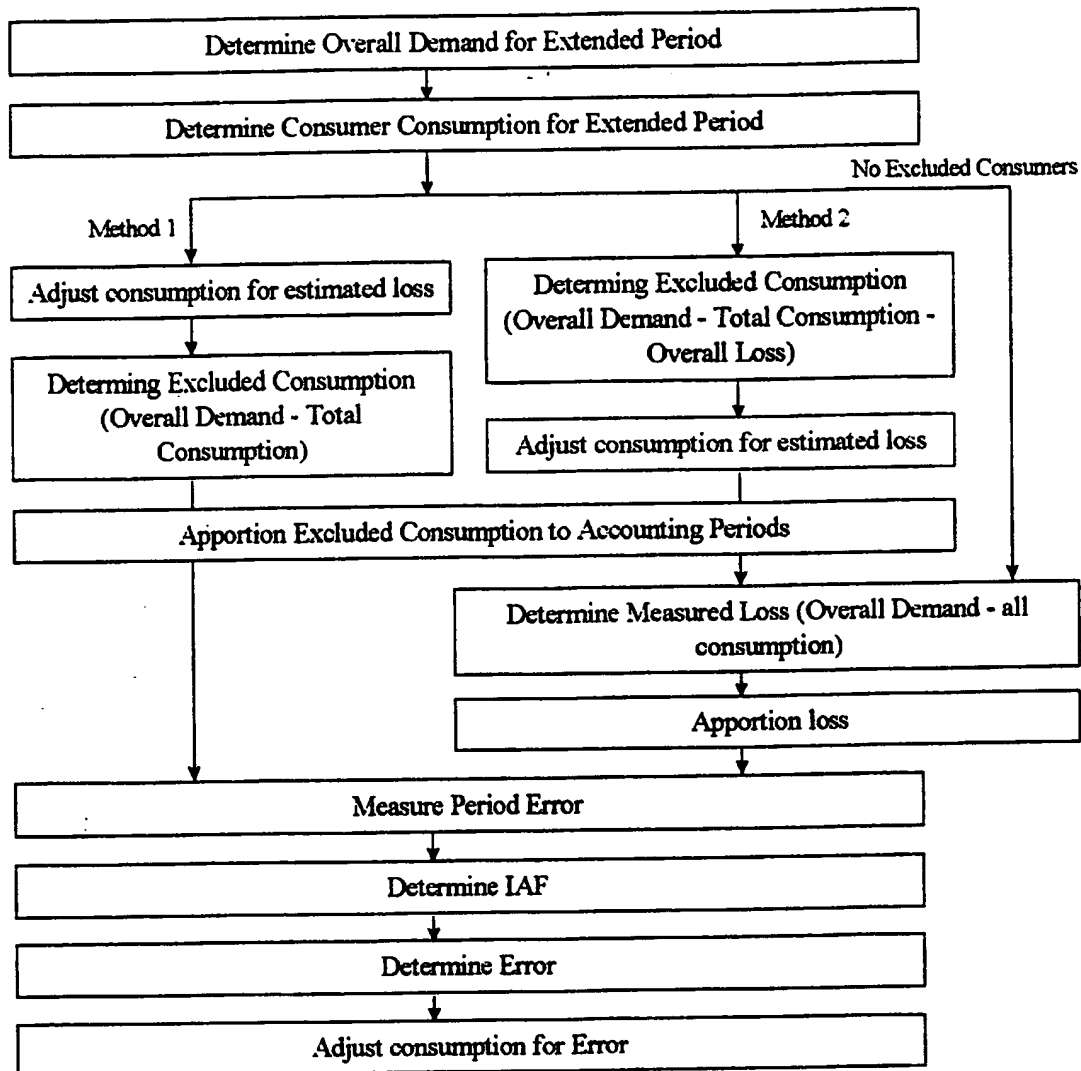 Determine Overall Demand for Extended Period
Determine Consumer Consumption for Extended Period
No Excluded Consumers
Method 1
Method 2
Adjust consumption for estimated loss
Determing Excluded Consumption
(Overall Demand - Total
Consumption)
Determing Excluded Consumption
(Overall Demand - Total Consumption -
Overall Loss)
Adjust consumption for estimated loss
Apportion Excluded Consumption to Accounting Periods
Determine Measured Loss (Overall Demand - all
consumption)
Apportion loss
Measure Period Error
Determine IAF
Determine Error
Adjust consumption for Error